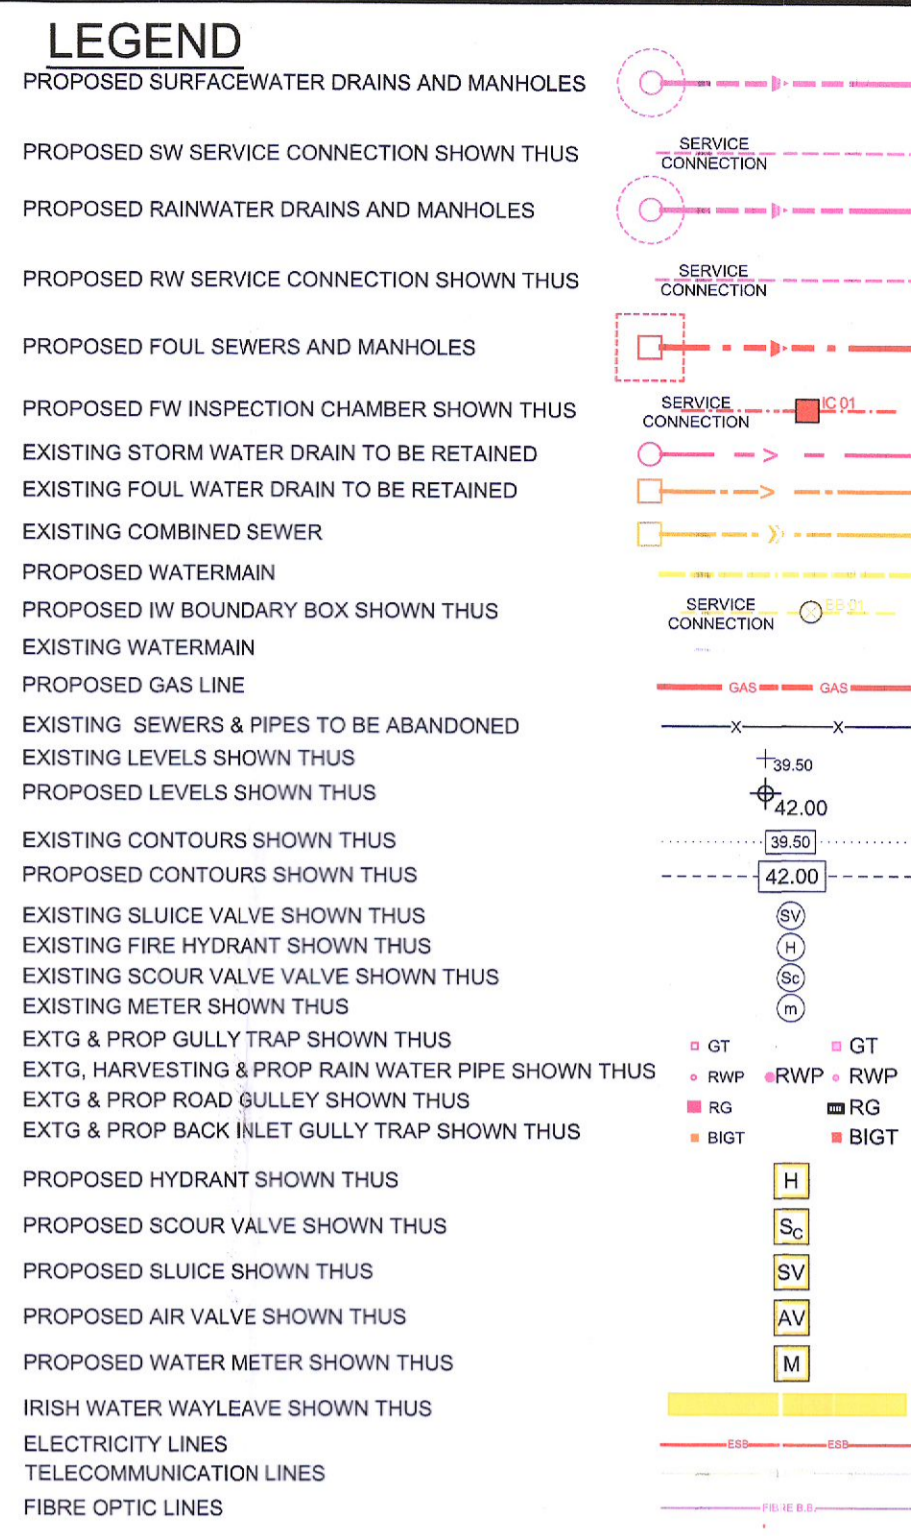 LEGEND
PROPOSED SURFACEWATER DRAINS AND MANHOLES
PROPOSED SW SERVICE CONNECTION SHOWN THUS SERVICE CONNECTION
PROPOSED RAINWATER DRAINS AND MANHOLES
PROPOSED RW SERVICE CONNECTION SHOWN THUS SERVICE CONNECTION
PROPOSED FOUL SEWERS AND MANHOLES
PROPOSED FW INSPECTION CHAMBER SHOWN THUS SERVICE CONNECTION IC 01
EXISTING STORM WATER DRAIN TO BE RETAINED
EXISTING FOUL WATER DRAIN TO BE RETAINED
EXISTING COMBINED SEWER
PROPOSED WATERMAIN
PROPOSED IW BOUNDARY BOX SHOWN THUS SERVICE CONNECTION
EXISTING WATERMAIN
PROPOSED GAS LINE GAS GAS
EXISTING SEWERS & PIPES TO BE ABANDONED X X
EXISTING LEVELS SHOWN THUS 39.50
PROPOSED LEVELS SHOWN THUS 42.00
EXISTING CONTOURS SHOWN THUS 39.50
PROPOSED CONTOURS SHOWN THUS 42.00
EXISTING SLUICE VALVE SHOWN THUS SV
EXISTING FIRE HYDRANT SHOWN THUS H
EXISTING SCOUR VALVE VALVE SHOWN THUS Sc
EXISTING METER SHOWN THUS m
EXTG & PROP GULLY TRAP SHOWN THUS GT GT
EXTG, HARVESTING & PROP RAIN WATER PIPE SHOWN THUS RWP RWP RWP
EXTG & PROP ROAD GULLEY SHOWN THUS RG RG
EXTG & PROP BACK INLET GULLY TRAP SHOWN THUS BIGT BIGT
PROPOSED HYDRANT SHOWN THUS H
PROPOSED SCOUR VALVE SHOWN THUS Sc
PROPOSED SLUICE SHOWN THUS SV
PROPOSED AIR VALVE SHOWN THUS AV
PROPOSED WATER METER SHOWN THUS M
IRISH WATER WAYLEAVE SHOWN THUS
ELECTRICITY LINES ESB ESB
TELECOMMUNICATION LINES
FIBRE OPTIC LINES FIBRE B.B.